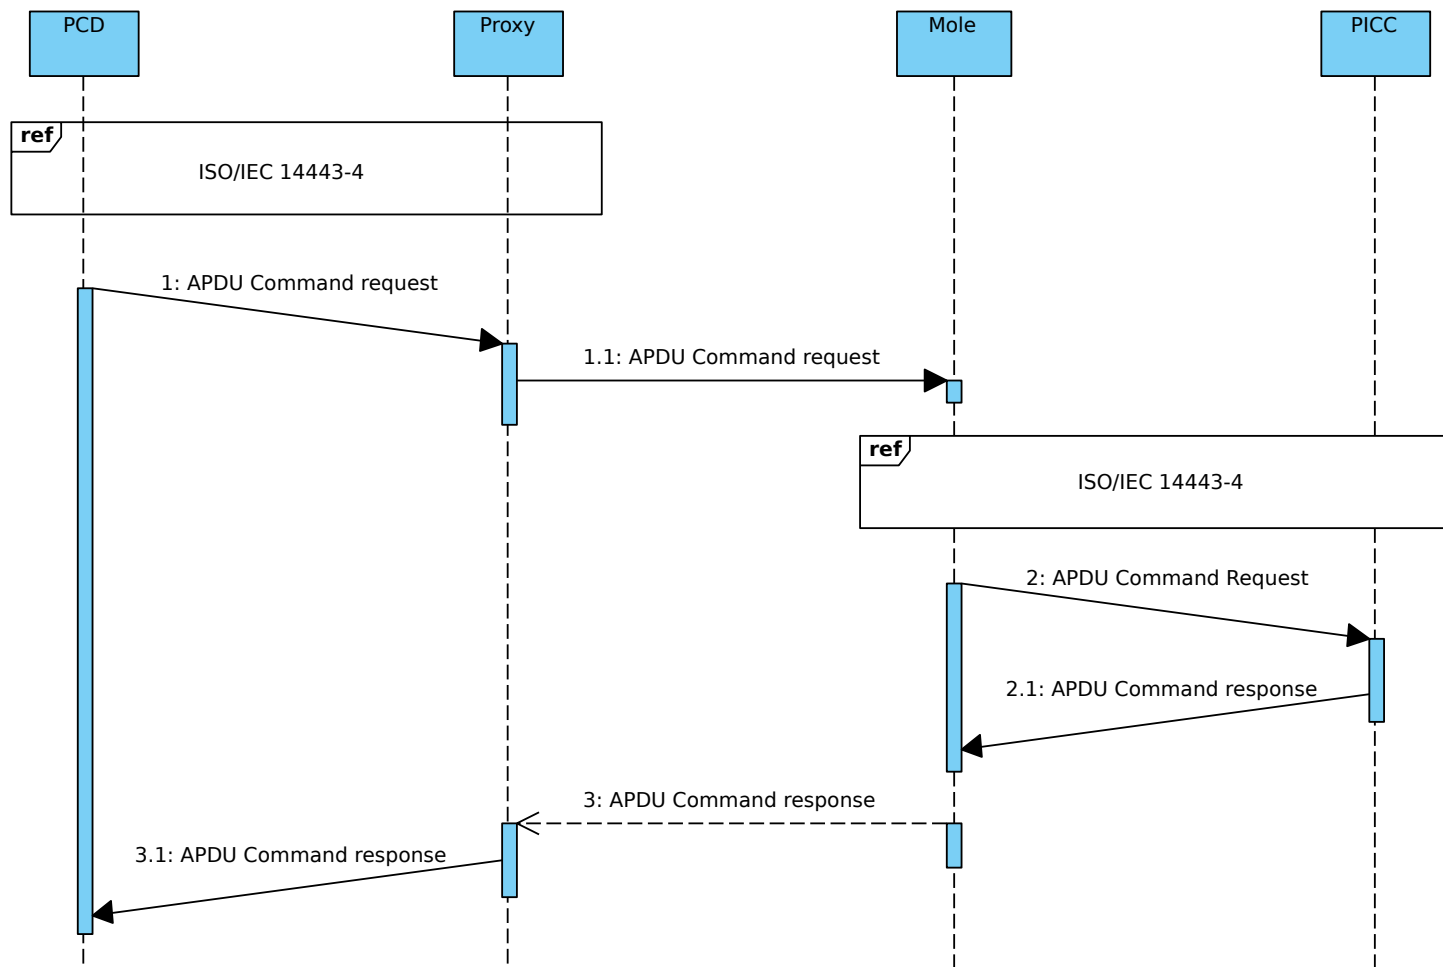 PCD
Proxy
Mole
PICC
ref
ISO/IEC 14443-4
1: APDU Command request
1.1: APDU Command request
ref
ISO/IEC 14443-4
2: APDU Command Request
2.1: APDU Command response
3: APDU Command response
3.1: APDU Command response